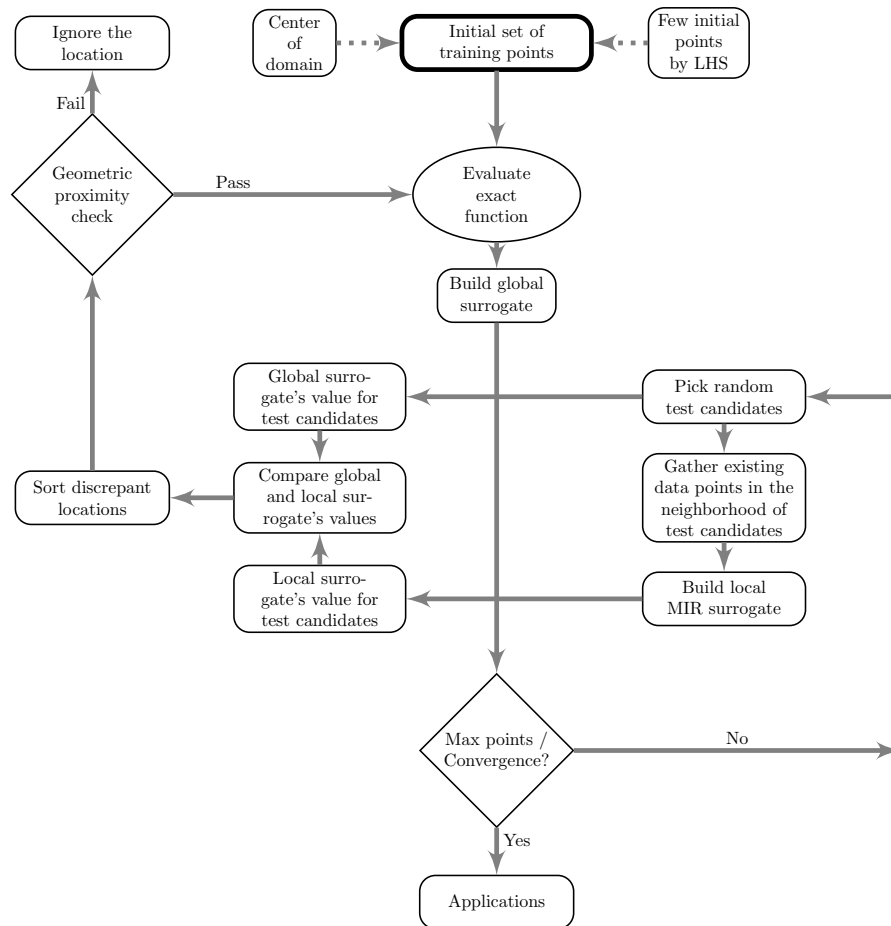 Ignore the
location
Center
of
domain
Initial set of
training points
Few initial
points
by LHS
Fail
Geometric
proximity
check
Pass
Evaluate
exact
function
Build global
surrogate
Global surro-
gate's value for
test candidates
Pick random
test candidates
Sort discrepant
locations
Compare global
and local sur-
rogate's values
Gather existing
data points in the
neighborhood of
test candidates
Local surro-
gate's value for
test candidates
Build local
MIR surrogate
Max points /
Convergence?
No
Yes
Applications